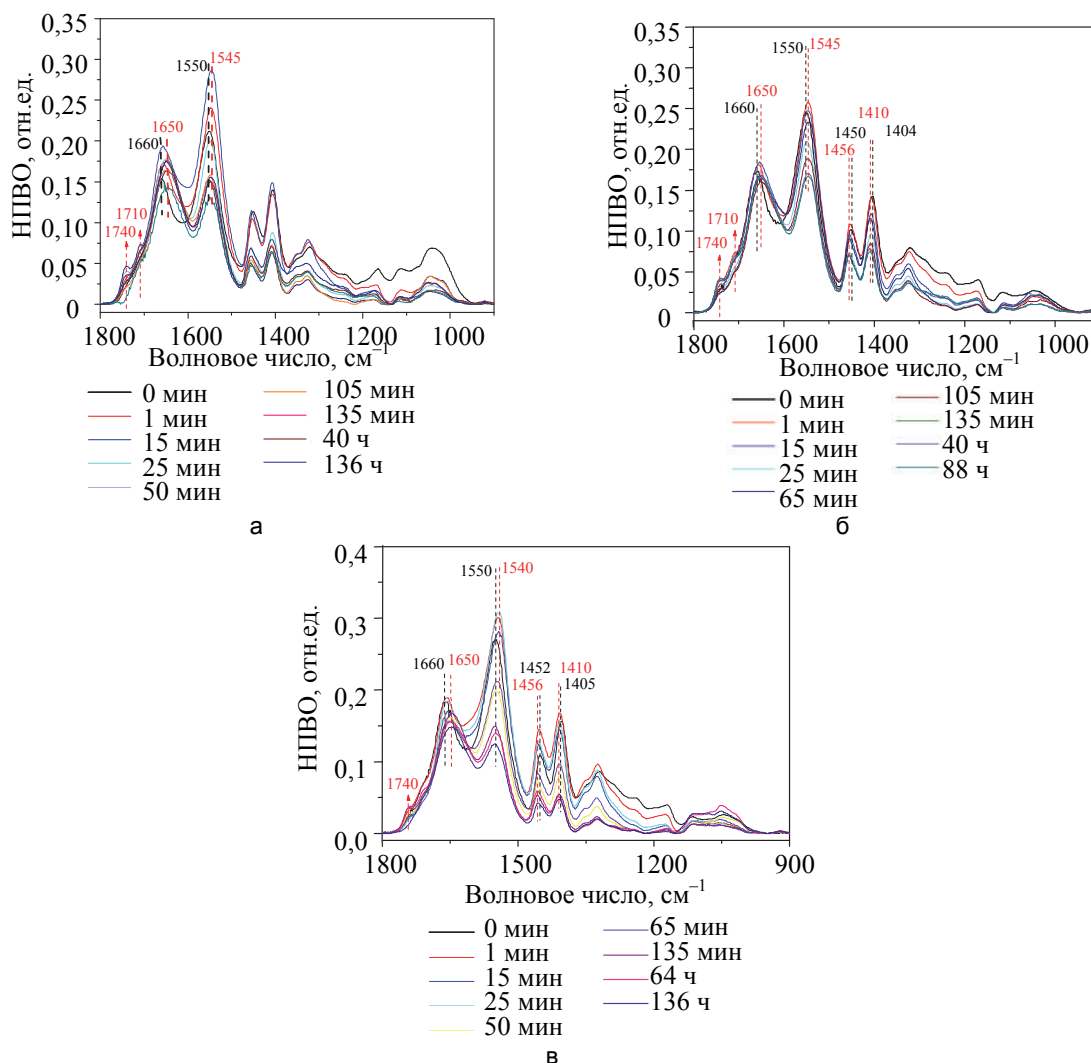 0,35
0,30
0,25
0,20
0,15
0,10
0,05
0
НПВО, отн.ед.
1550
1545
1660
1650
1710
1740
1800
1600
1400
1200
1000
Волновое число, см–1
0 мин
1 мин
15 мин
25 мин
50 мин
105 мин
135 мин
40 ч
136 ч
а
0,35
0,30
0,25
0,20
0,15
0,10
0,05
0
НПВО, отн.ед.
1550
1545
1660
1650
1410
1450
1404
1456
1710
1740
1800
1600
1400
1200
1000
Волновое число, см–1
0 мин
1 мин
15 мин
25 мин
65 мин
105 мин
135 мин
40 ч
88 ч
б
0,4
0,3
0,2
0,1
0,0
НПВО, отн.ед.
1550
1540
1660
1650
1452
1410
1456
1405
1740
1800
1500
1200
900
Волновое число, см–1
0 мин
1 мин
15 мин
25 мин
50 мин
65 мин
135 мин
64 ч
136 ч
в